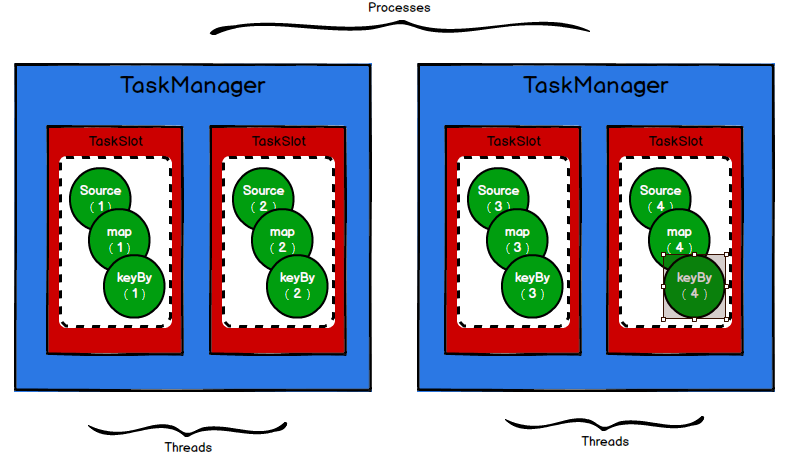 Processes
TaskManager
TaskSlot
Source
( 1 )
map
( 1 )
keyBy
( 1 )
TaskSlot
Source
( 2 )
map
( 2 )
keyBy
( 2 )
Threads
TaskManager
TaskSlot
Source
( 3 )
map
( 3 )
keyBy
( 3 )
TaskSlot
Source
( 4 )
map
( 4 )
keyBy
( 4 )
Threads